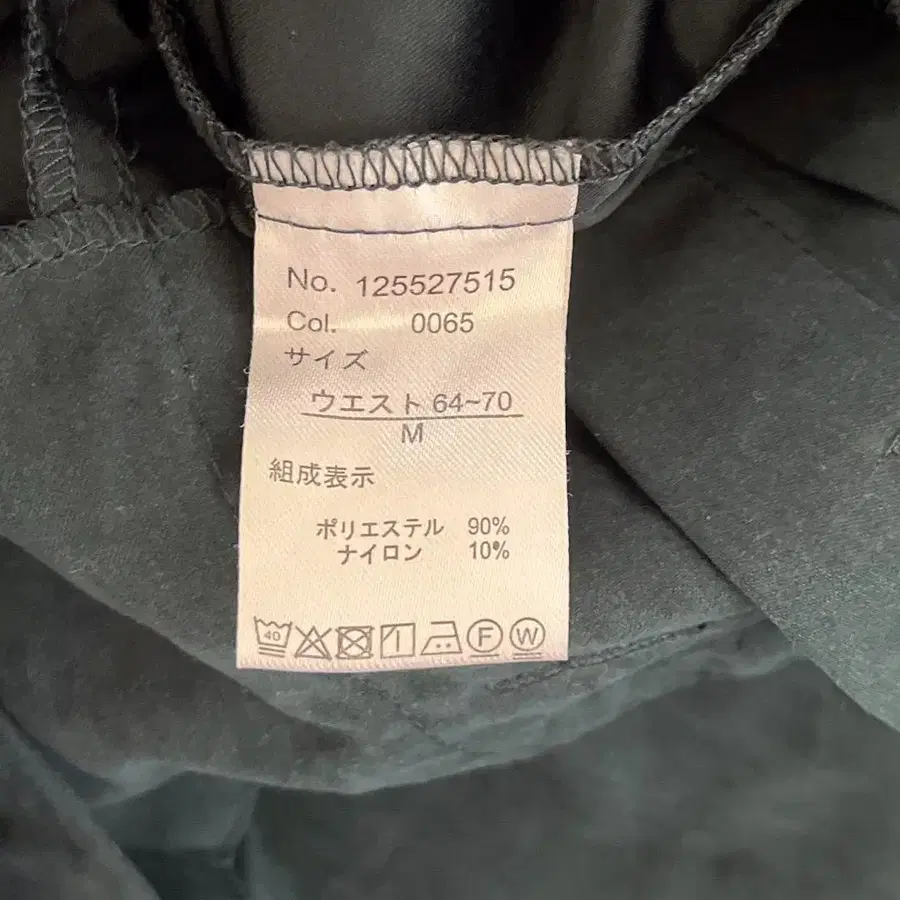 No. 125527515
Col. 0065
サイズ
ウエスト 64~70
M
組成表示
ポリエステル 90%
ナイロン 10%
40 F W